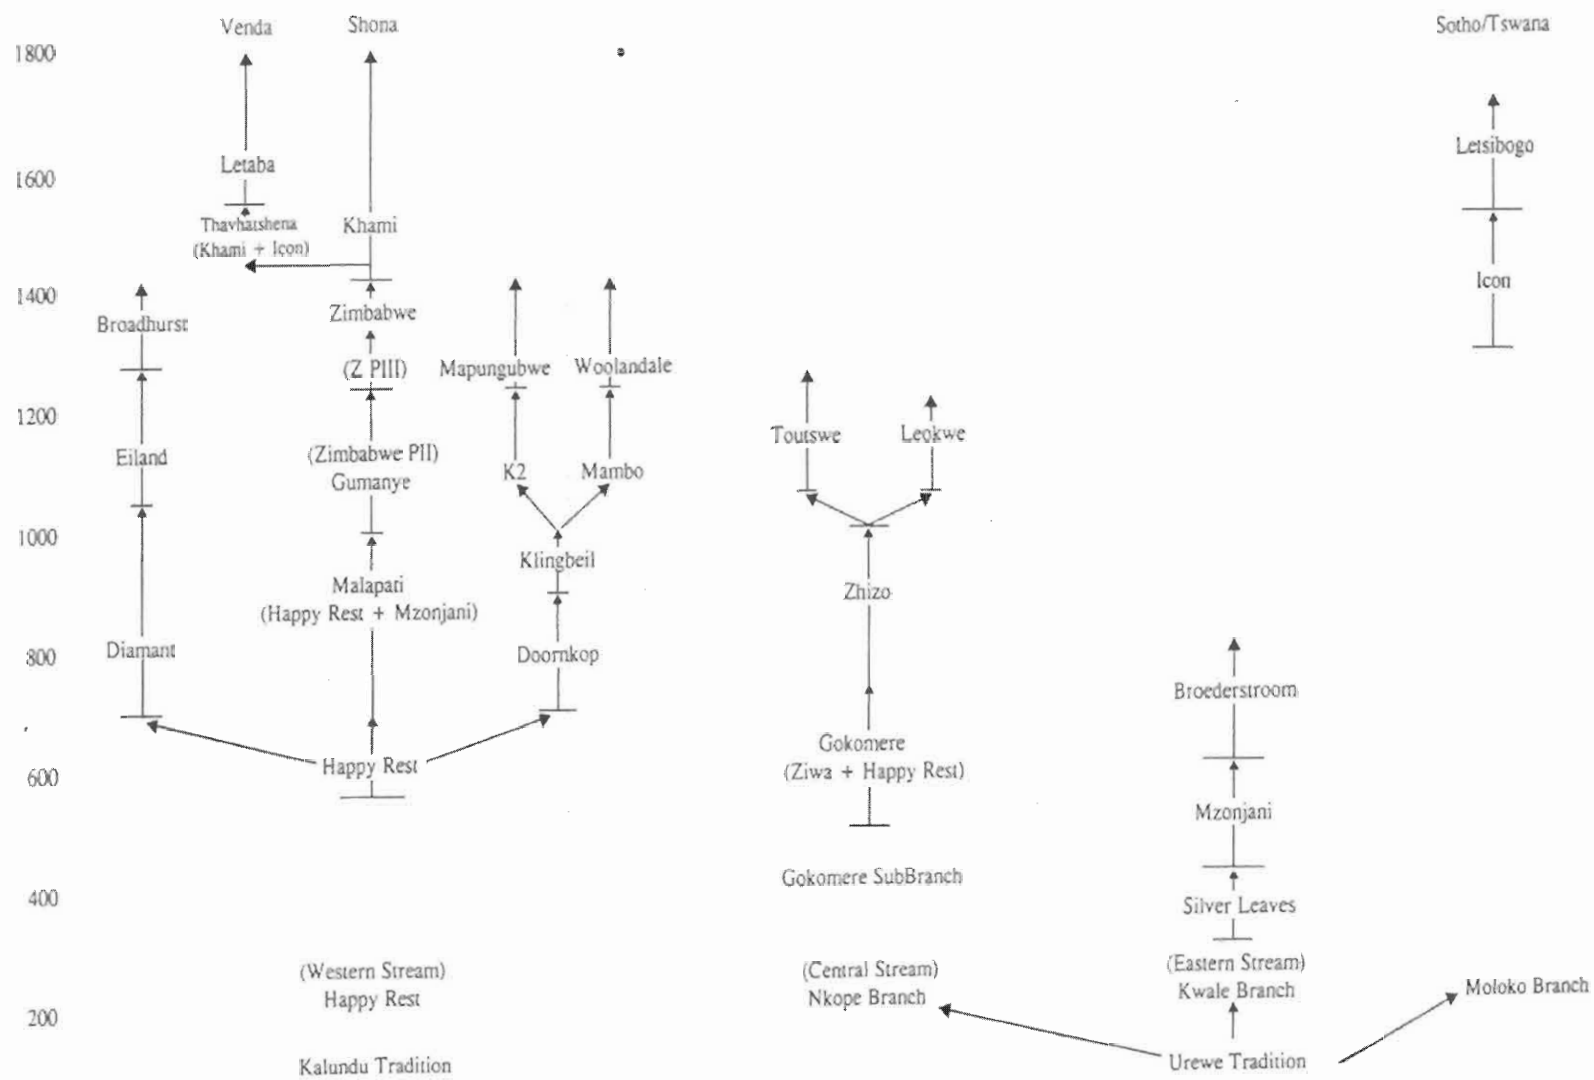 Venda
Shona
Sotho/Tswana
1800
Letsibogo
Letaba
1600
Thavhatshena
(Khami + Icon)
Khami
Icon
1400
Zimbabwe
Broadhurst
(Z PIII)
Mapungubwe
Woolandale
1200
Toutswe
Leokwe
Eiland
(Zimbabwe PII)
Gumanye
K2
Mambo
1000
Klingbeil
Malapati
(Happy Rest + Mzonjani)
Zhizo
800
Diamant
Doornkop
Broederstroom
Gokomere
(Ziwa + Happy Rest)
Happy Rest
600
Mzonjani
Gokomere SubBranch
400
Silver Leaves
(Western Stream)
Happy Rest
(Central Stream)
Nkope Branch
(Eastern Stream)
Kwale Branch
Moloko Branch
200
Kalundu Tradition
Urewe Tradition